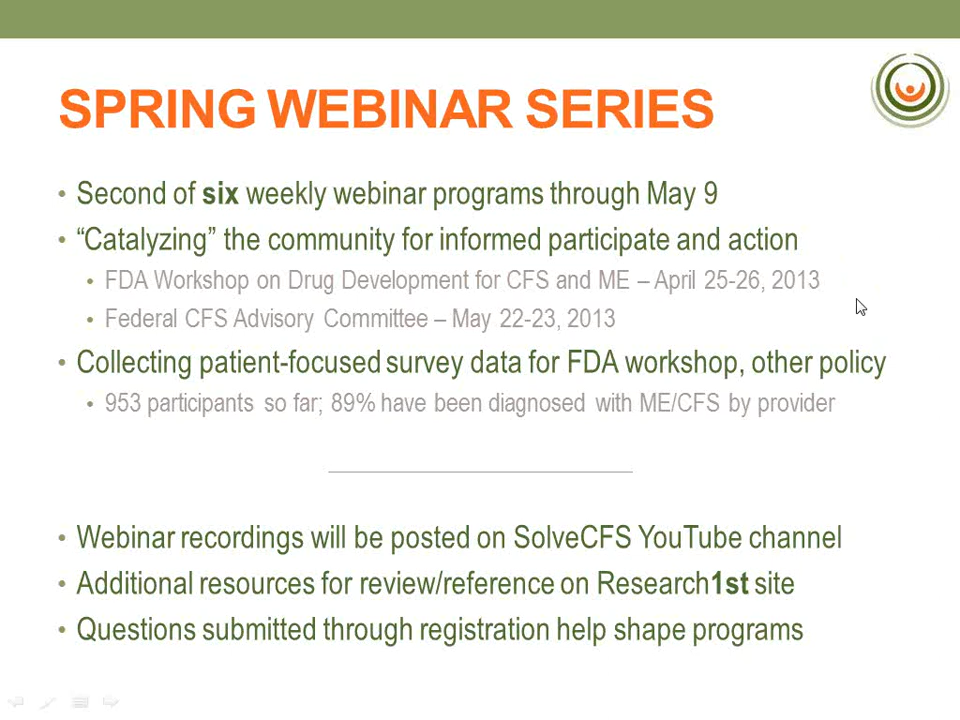 SPRING WEBINAR SERIES
• Second of six weekly webinar programs through May 9
• “Catalyzing” the community for informed participate and action
• FDA Workshop on Drug Development for CFS and ME – April 25-26, 2013
• Federal CFS Advisory Committee – May 22-23, 2013
• Collecting patient-focused survey data for FDA workshop, other policy
• 953 participants so far; 89% have been diagnosed with ME/CFS by provider
• Webinar recordings will be posted on SolveCFS YouTube channel
• Additional resources for review/reference on Research1st site
• Questions submitted through registration help shape programs